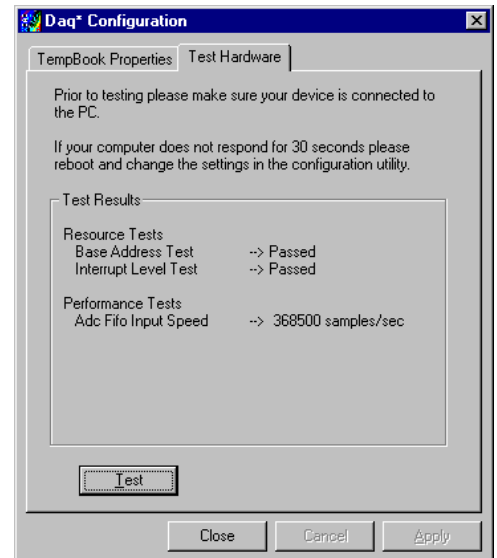 Daq* Configuration
TempBook Properties Test Hardware
Prior to testing please make sure your device is connected to
the PC.
If your computer does not respond for 30 seconds please
reboot and change the settings in the configuration utility.
Test Results
Resource Tests
Base Address Test --> Passed
Interrupt Level Test --> Passed
Performance Tests
Adc Fifo Input Speed --> 368500 samples/sec
Test
Close Cancel Apply